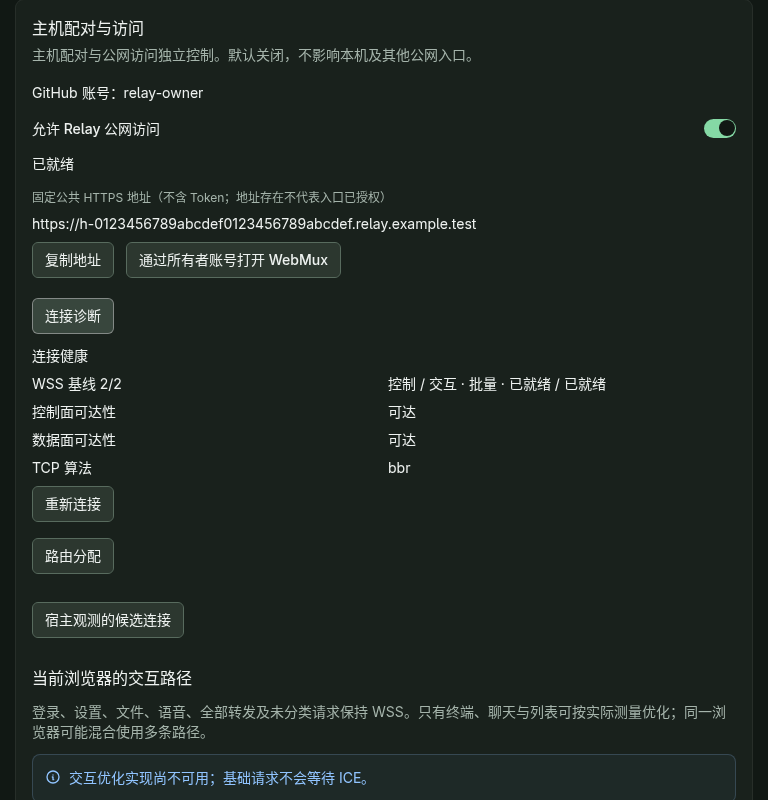 主机配对与访问
主机配对与公网访问独立控制。默认关闭，不影响本机及其他公网入口。
GitHub 账号：relay-owner
允许 Relay 公网访问
已就绪
固定公共 HTTPS 地址（不含 Token；地址存在不代表入口已授权）
https://h-0123456789abcdef0123456789abcdef.relay.example.test
复制地址
通过所有者账号打开 WebMux
连接诊断
连接健康
WSS 基线 2/2
控制 / 交互 · 批量 · 已就绪 / 已就绪
控制面可达性
可达
数据面可达性
可达
TCP 算法
bbr
重新连接
路由分配
宿主观测的候选连接
当前浏览器的交互路径
登录、设置、文件、语音、全部转发及未分类请求保持 WSS。只有终端、聊天与列表可按实际测量优化；同一浏
览器可能混合使用多条路径。
交互优化实现尚不可用；基础请求不会等待 ICE。